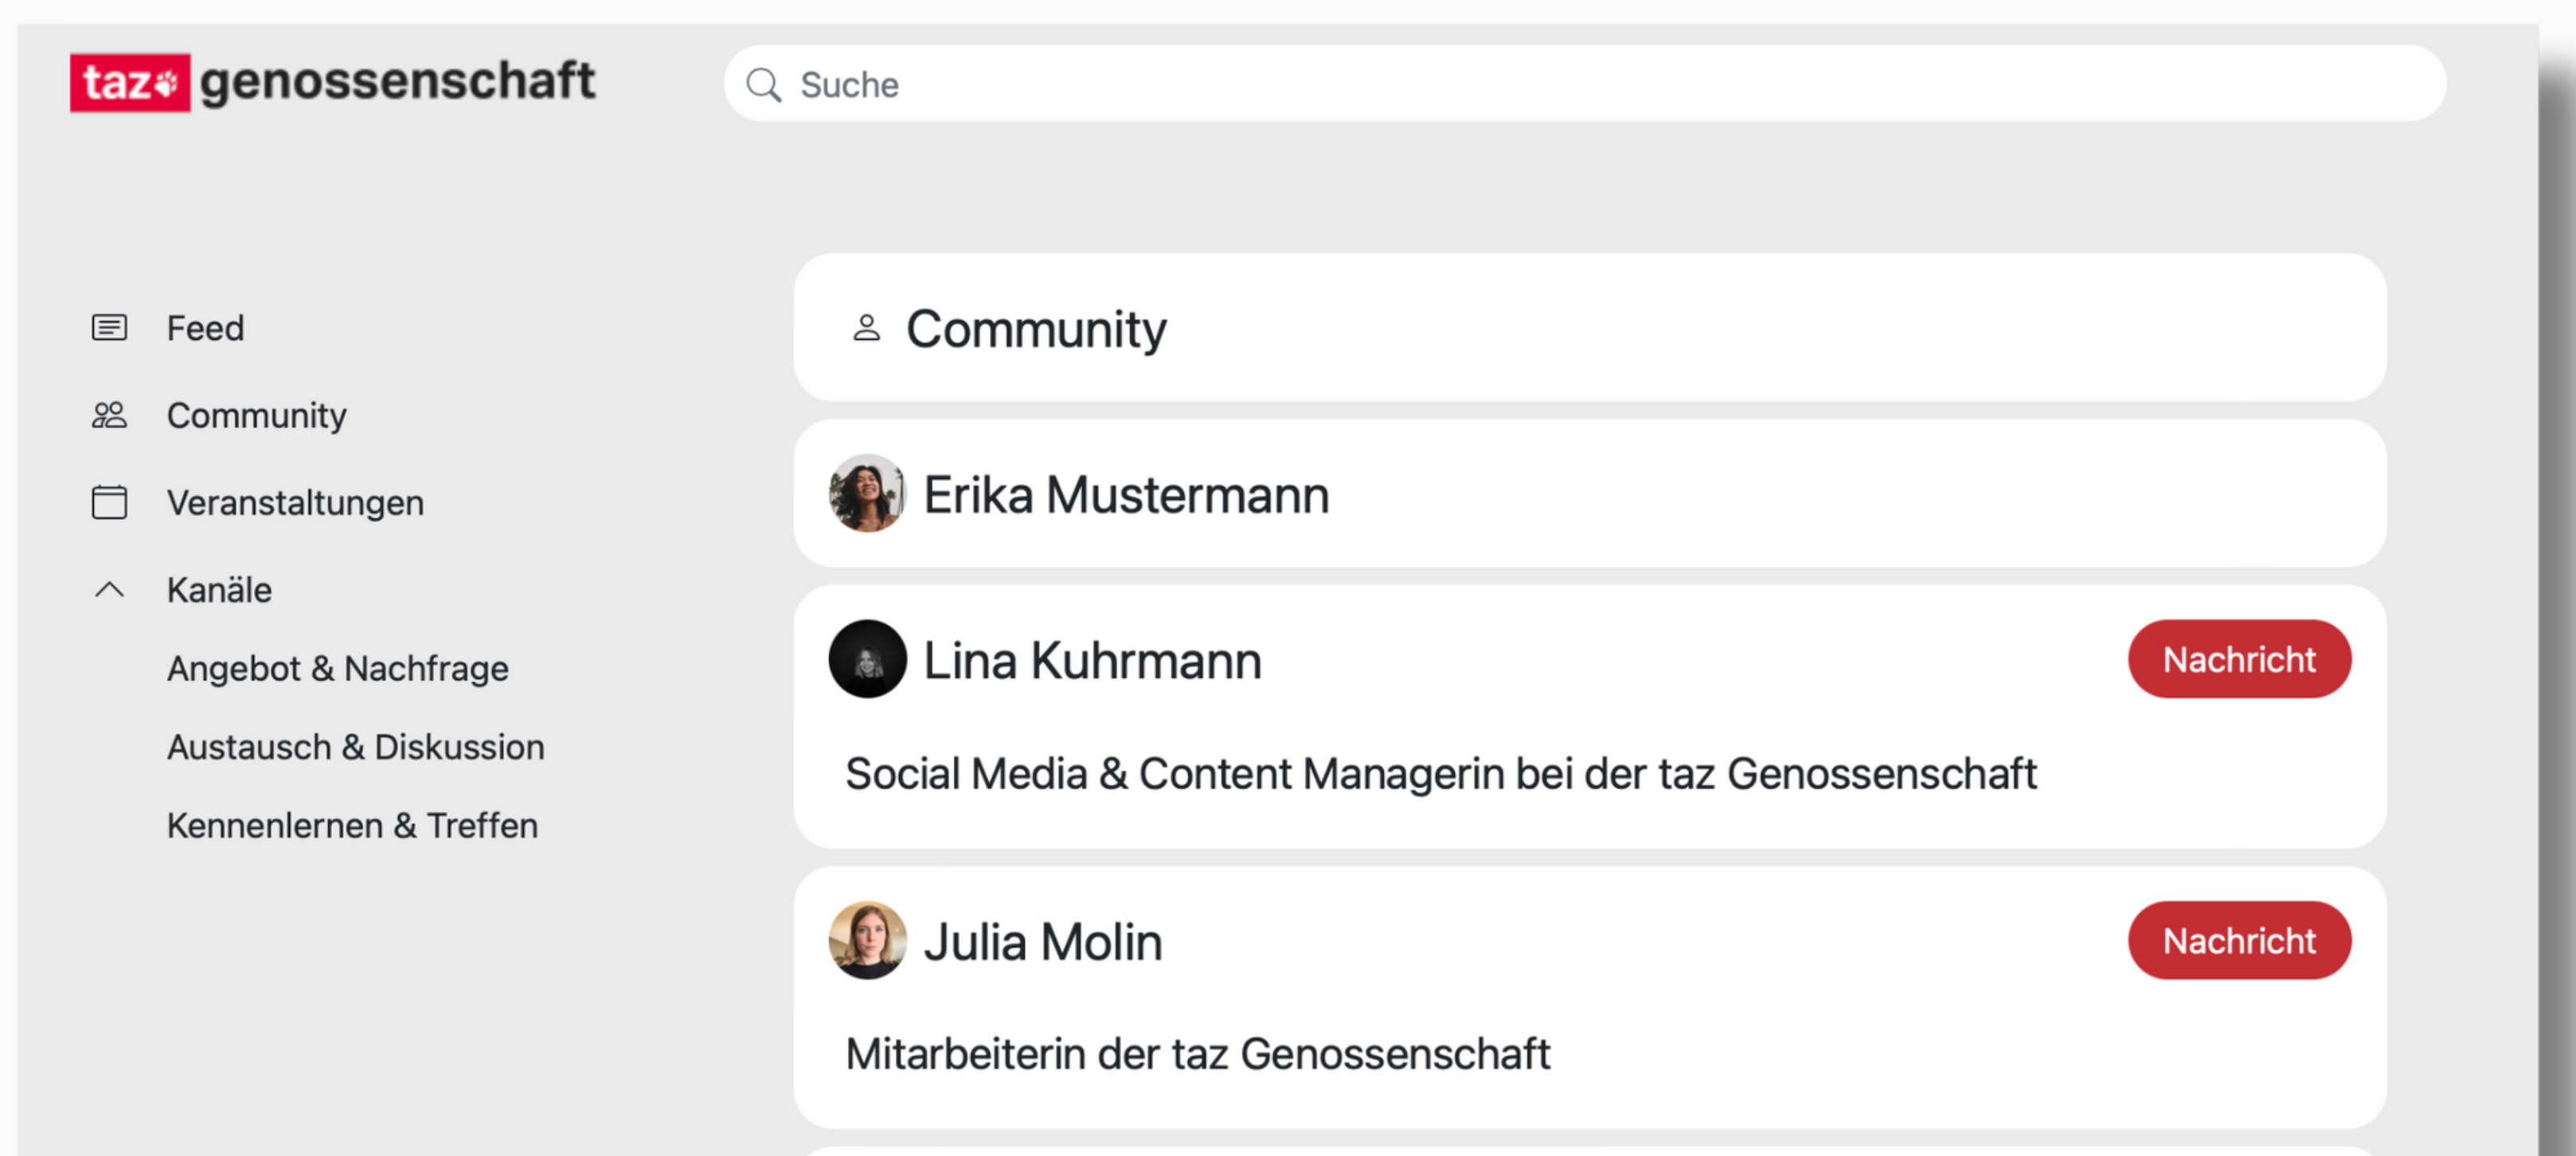 taz genossenschaft
Suche
Feed
Community
Veranstaltungen
Kanäle
Angebot & Nachfrage
Austausch & Diskussion
Kennenlernen & Treffen
Community
Erika Mustermann
Lina Kuhrmann
Nachricht
Social Media & Content Managerin bei der taz Genossenschaft
Julia Molin
Nachricht
Mitarbeiterin der taz Genossenschaft